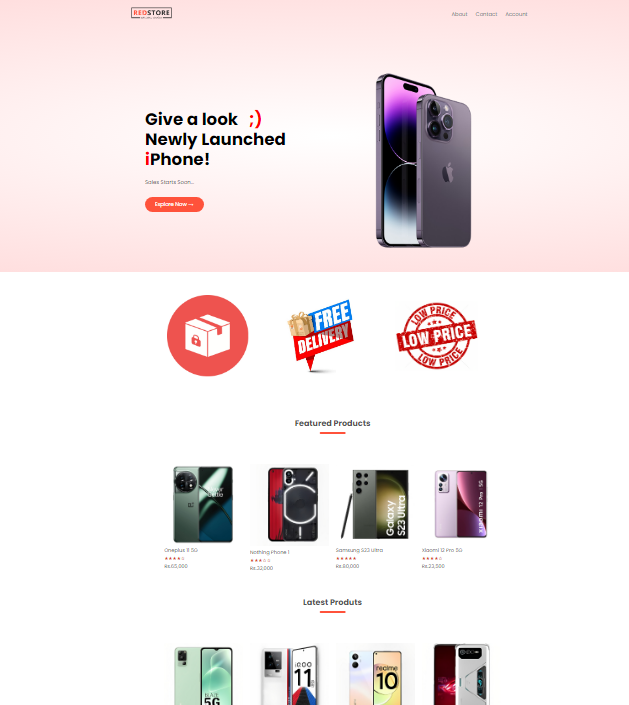 REDSTORE
About Contact Account
Give a look ;)
Newly Launched
iPhone!
Sales Starts Soon...
Explore Now →
FREE
DELIVERY
LOW PRICE
LOW PRICE
LOW PRICE
Featured Products
Galaxy
S23 Ultra
Xiaomi 12 Pro 5G
Oneplus 11 5G
Nothing Phone 1
Samsung S23 Ultra
Xiaomi 12 Pro 5G
Rs.65,000
Rs.32,000
Rs.80,000
Rs.23,500
Latest Produts
BLAZE
5G
iQOO
11
realme
10